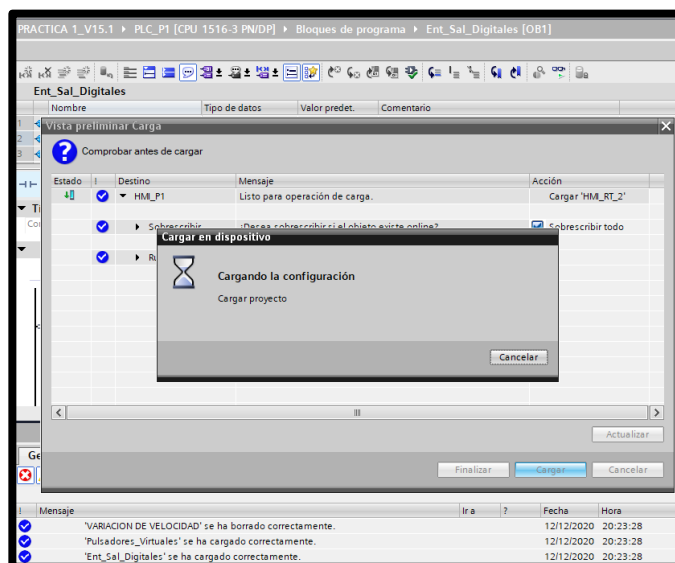 PRACTICA 1_V15.1 ▸ PLC_P1 [CPU 1516-3 PN/DP] ▸ Bloques de programa ▸ Ent_Sal_Digitales [OB1]
Ent_Sal_Digitales
Nombre Tipo de datos Valor predet. Comentario
1
2
3
Vista preliminar Carga
Comprobar antes de cargar
Estado ! Destino Mensaje Acción
HMI_P1 Listo para operación de carga. Cargar 'HMI_RT_2'
Sobrescribir ¿Desea sobrescribir si el objeto existe online? Sobrescribir todo
Cargar en dispositivo
Cargando la configuración
Cargar proyecto
Cancelar
Actualizar
Finalizar Cargar Cancelar
! Mensaje Ir a ? Fecha Hora
'VARIACION DE VELOCIDAD' se ha borrado correctamente. 12/12/2020 20:23:28
'Pulsadores_Virtuales' se ha cargado correctamente. 12/12/2020 20:23:28
'Ent_Sal_Digitales' se ha cargado correctamente. 12/12/2020 20:23:28